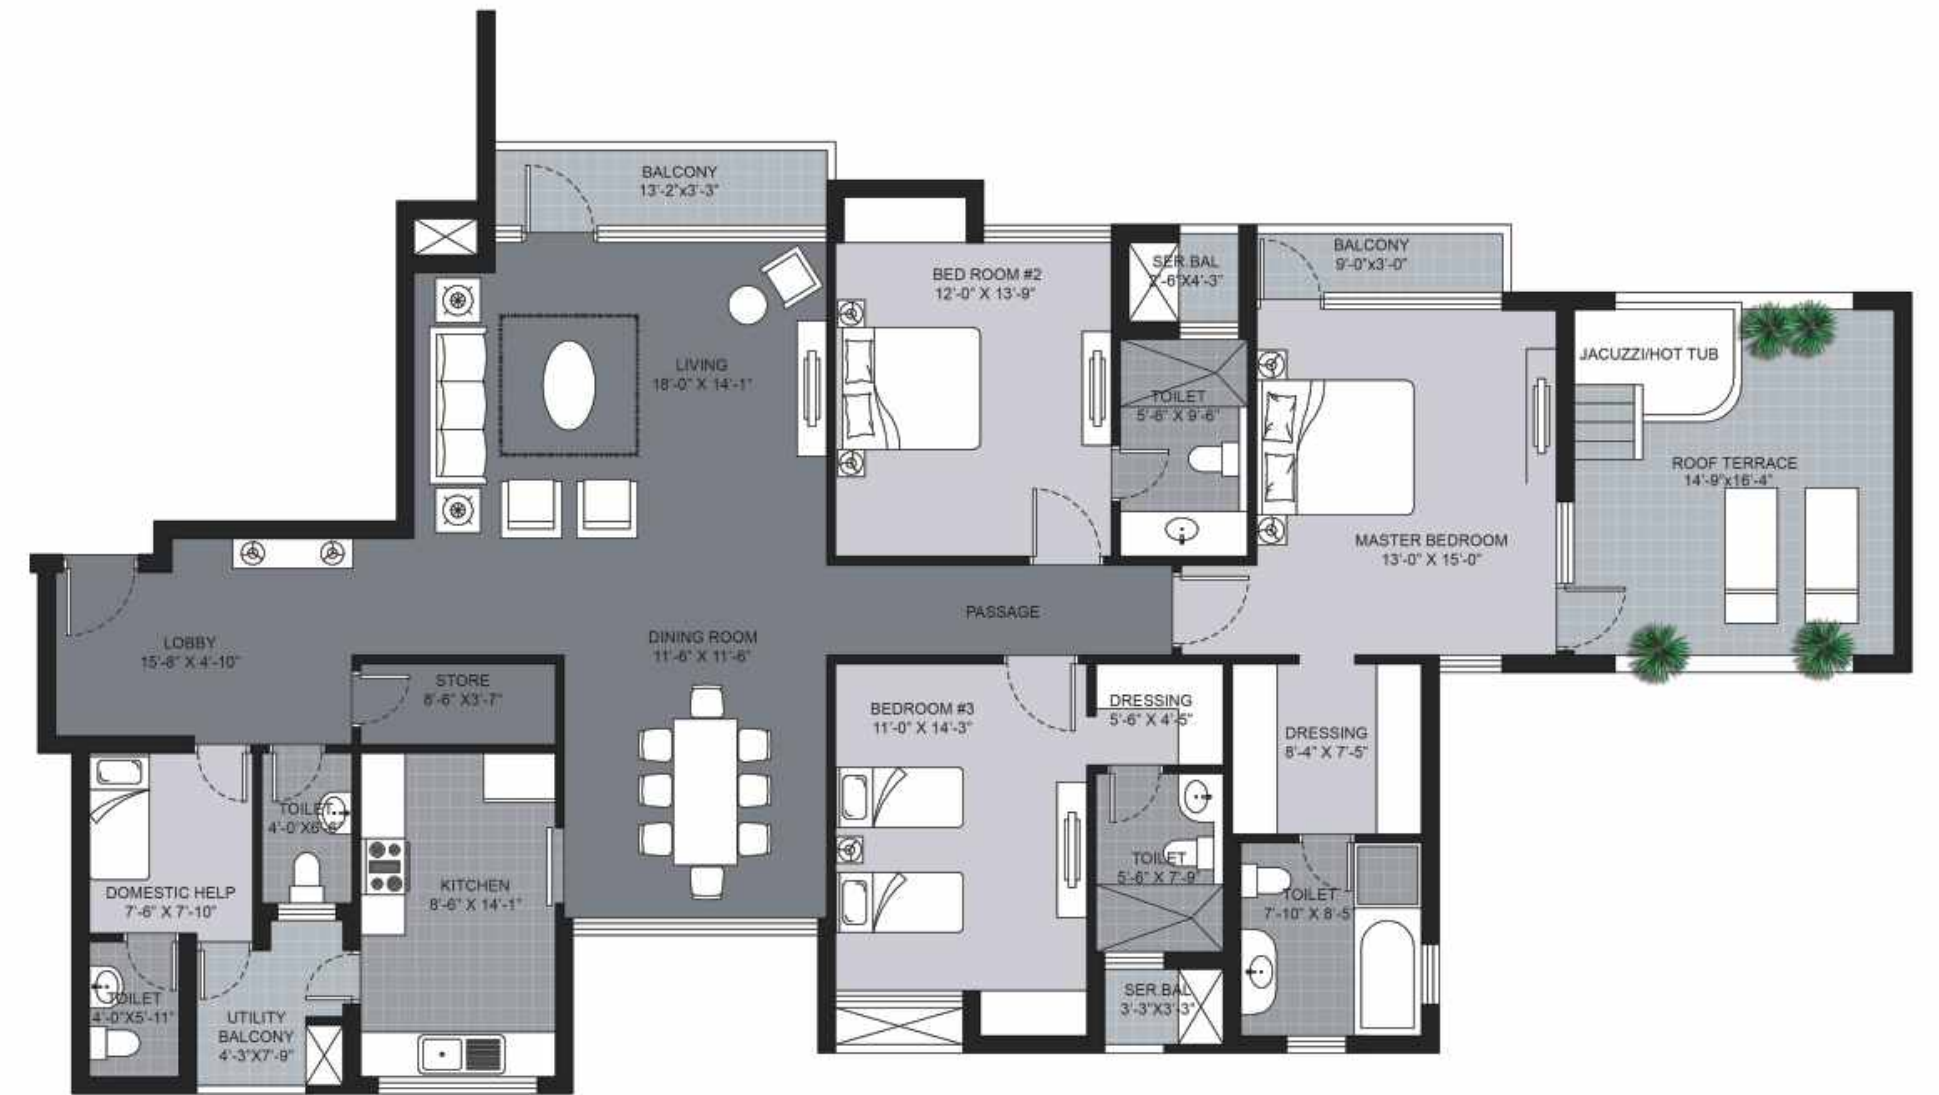 BALCONY
13'-2"x3'-3"
BED ROOM #2
12'-0" X 13'-9"
SER.BAL
2'-6"X4'-3"
BALCONY
9'-0"x3'-0"
LIVING
18'-0" X 14'-1"
JACUZZI/HOT TUB
TOILET
5'-6" X 9'-6"
ROOF TERRACE
14'-9"x16'-4"
MASTER BEDROOM
13'-0" X 15'-0"
PASSAGE
LOBBY
15'-8" X 4'-10"
DINING ROOM
11'-6" X 11'-6"
STORE
8'-6" X3'-7"
BEDROOM #3
11'-0" X 14'-3"
DRESSING
5'-6" X 4'-5"
DRESSING
8'-4" X 7'-5"
TOILET
4'-0"X6'-6"
TOILET
5'-6" X 7'-9"
DOMESTIC HELP
7'-6" X 7'-10"
KITCHEN
8'-6" X 14'-1"
TOILET
7'-10" X 8'-5"
TOILET
4'-0"X5'-11"
UTILITY
BALCONY
4'-3"X7'-9"
SER.BAL
3'-3"X3'-3"